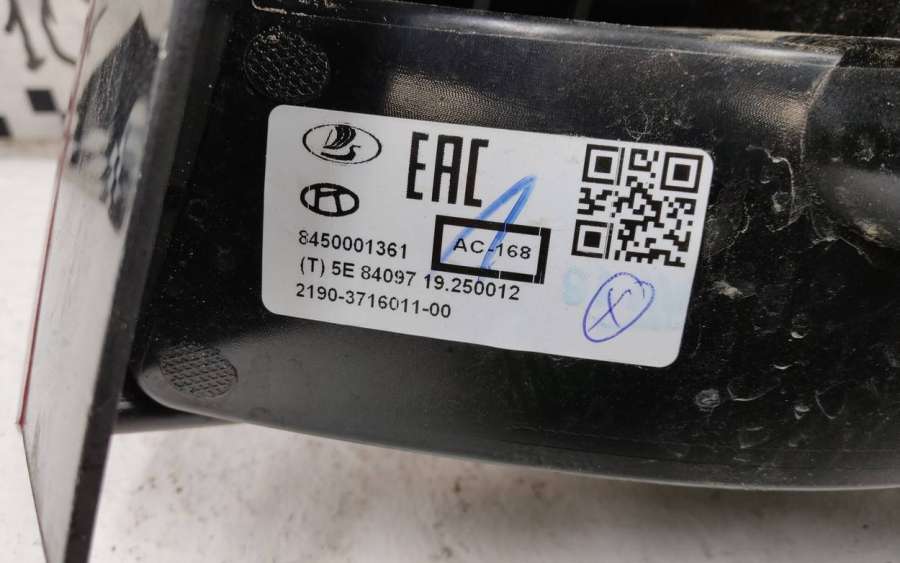 EAC
8450001361
AC-168
(T) 5E 84097 19.250012
2190-3716011-00